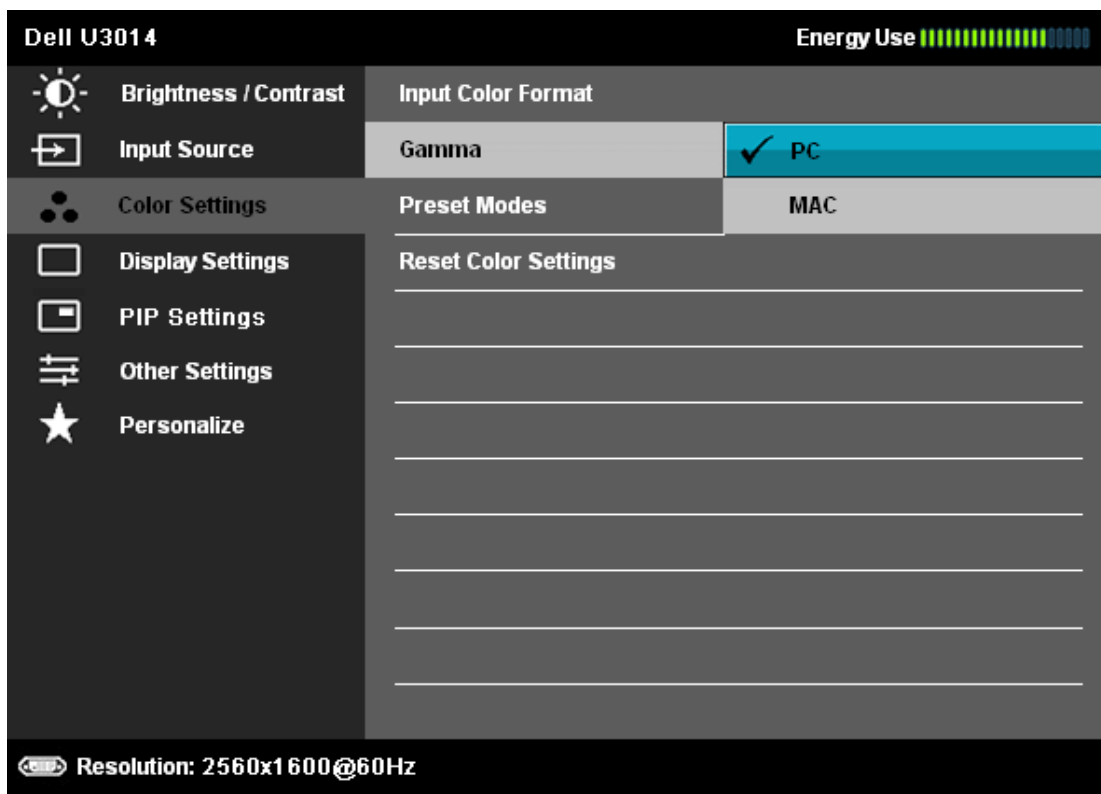 Dell U3014 Energy Use
Brightness / Contrast Input Color Format
Input Source Gamma PC
Color Settings Preset Modes MAC
Display Settings Reset Color Settings
PIP Settings
Other Settings
Personalize
Resolution: 2560x1600@60Hz